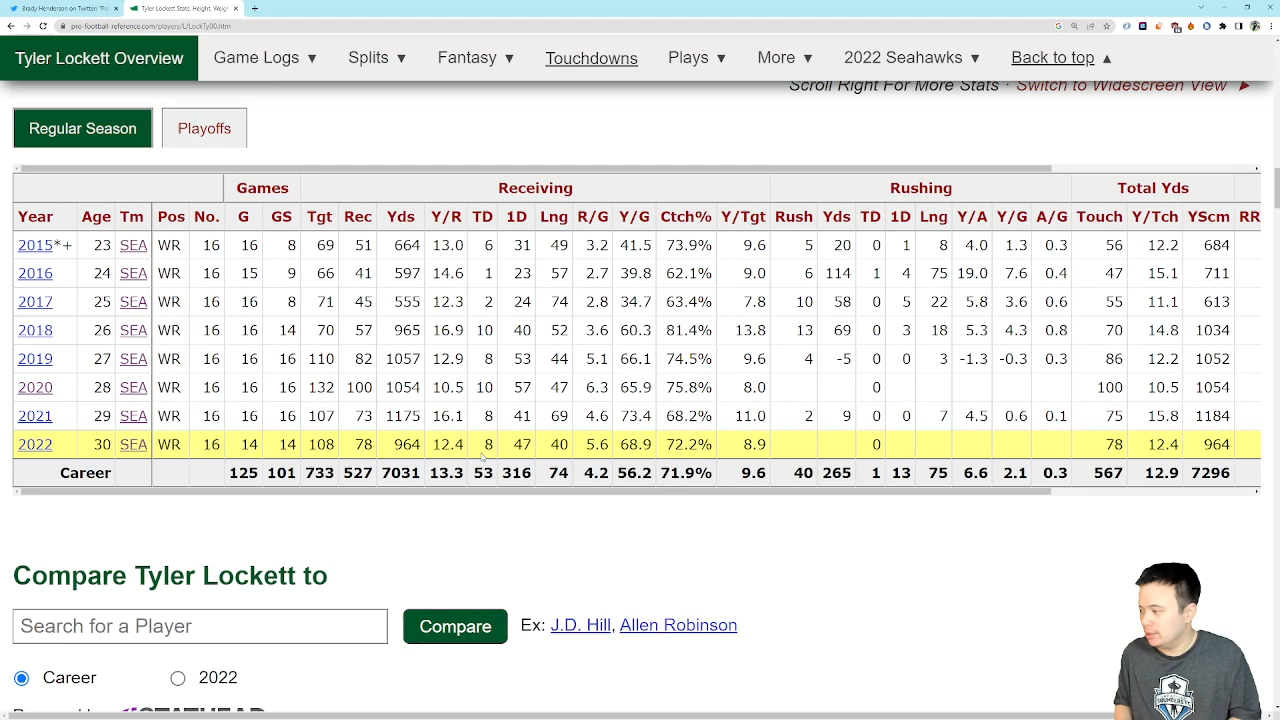 Brady Henderson on Twitter: "Pe
Tyler Lockett Stats, Height, Weig
pro-football-reference.com/players/L/LockTy00.htm
Tyler Lockett Overview Game Logs ▼ Splits ▼ Fantasy ▼ Touchdowns Plays ▼ More ▼ 2022 Seahawks ▼ Back to top ▲
Scroll Right For More Stats · Switch to Widescreen View ►
Regular Season Playoffs
Games Receiving Rushing Total Yds
Year Age Tm Pos No. G GS Tgt Rec Yds Y/R TD 1D Lng R/G Y/G Ctch% Y/Tgt Rush Yds TD 1D Lng Y/A Y/G A/G Touch Y/Tch YScm RR
2015*+ 23 SEA WR 16 16 8 69 51 664 13.0 6 31 49 3.2 41.5 73.9% 9.6 5 20 0 1 8 4.0 1.3 0.3 56 12.2 684
2016 24 SEA WR 16 15 9 66 41 597 14.6 1 23 57 2.7 39.8 62.1% 9.0 6 114 1 4 75 19.0 7.6 0.4 47 15.1 711
2017 25 SEA WR 16 16 8 71 45 555 12.3 2 24 74 2.8 34.7 63.4% 7.8 10 58 0 5 22 5.8 3.6 0.6 55 11.1 613
2018 26 SEA WR 16 16 14 70 57 965 16.9 10 40 52 3.6 60.3 81.4% 13.8 13 69 0 3 18 5.3 4.3 0.8 70 14.8 1034
2019 27 SEA WR 16 16 16 110 82 1057 12.9 8 53 44 5.1 66.1 74.5% 9.6 4 -5 0 0 3 -1.3 -0.3 0.3 86 12.2 1052
2020 28 SEA WR 16 16 16 132 100 1054 10.5 10 57 47 6.3 65.9 75.8% 8.0 0 100 10.5 1054
2021 29 SEA WR 16 16 16 107 73 1175 16.1 8 41 69 4.6 73.4 68.2% 11.0 2 9 0 0 7 4.5 0.6 0.1 75 15.8 1184
2022 30 SEA WR 16 14 14 108 78 964 12.4 8 47 40 5.6 68.9 72.2% 8.9 0 78 12.4 964
Career 125 101 733 527 7031 13.3 53 316 74 4.2 56.2 71.9% 9.6 40 265 1 13 75 6.6 2.1 0.3 567 12.9 7296
Compare Tyler Lockett to
Search for a Player Compare Ex: J.D. Hill, Allen Robinson
Career 2022
Powered by STATHEAD